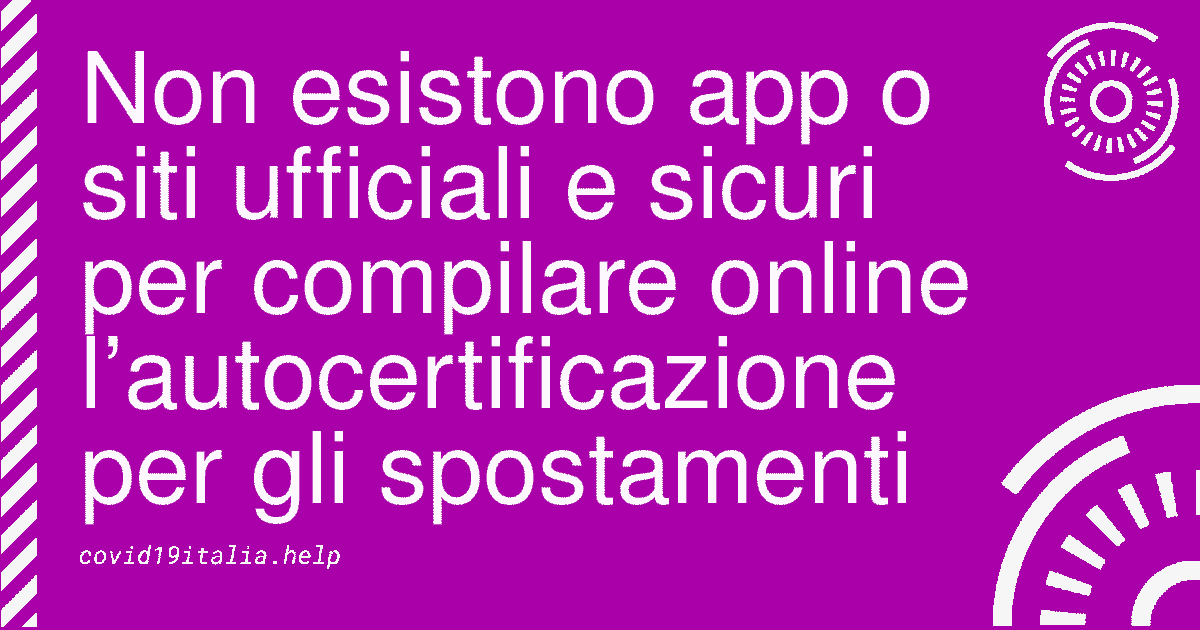 Non esistono app o
siti ufficiali e sicuri
per compilare online
l’autocertificazione
per gli spostamenti
covid19italia.help